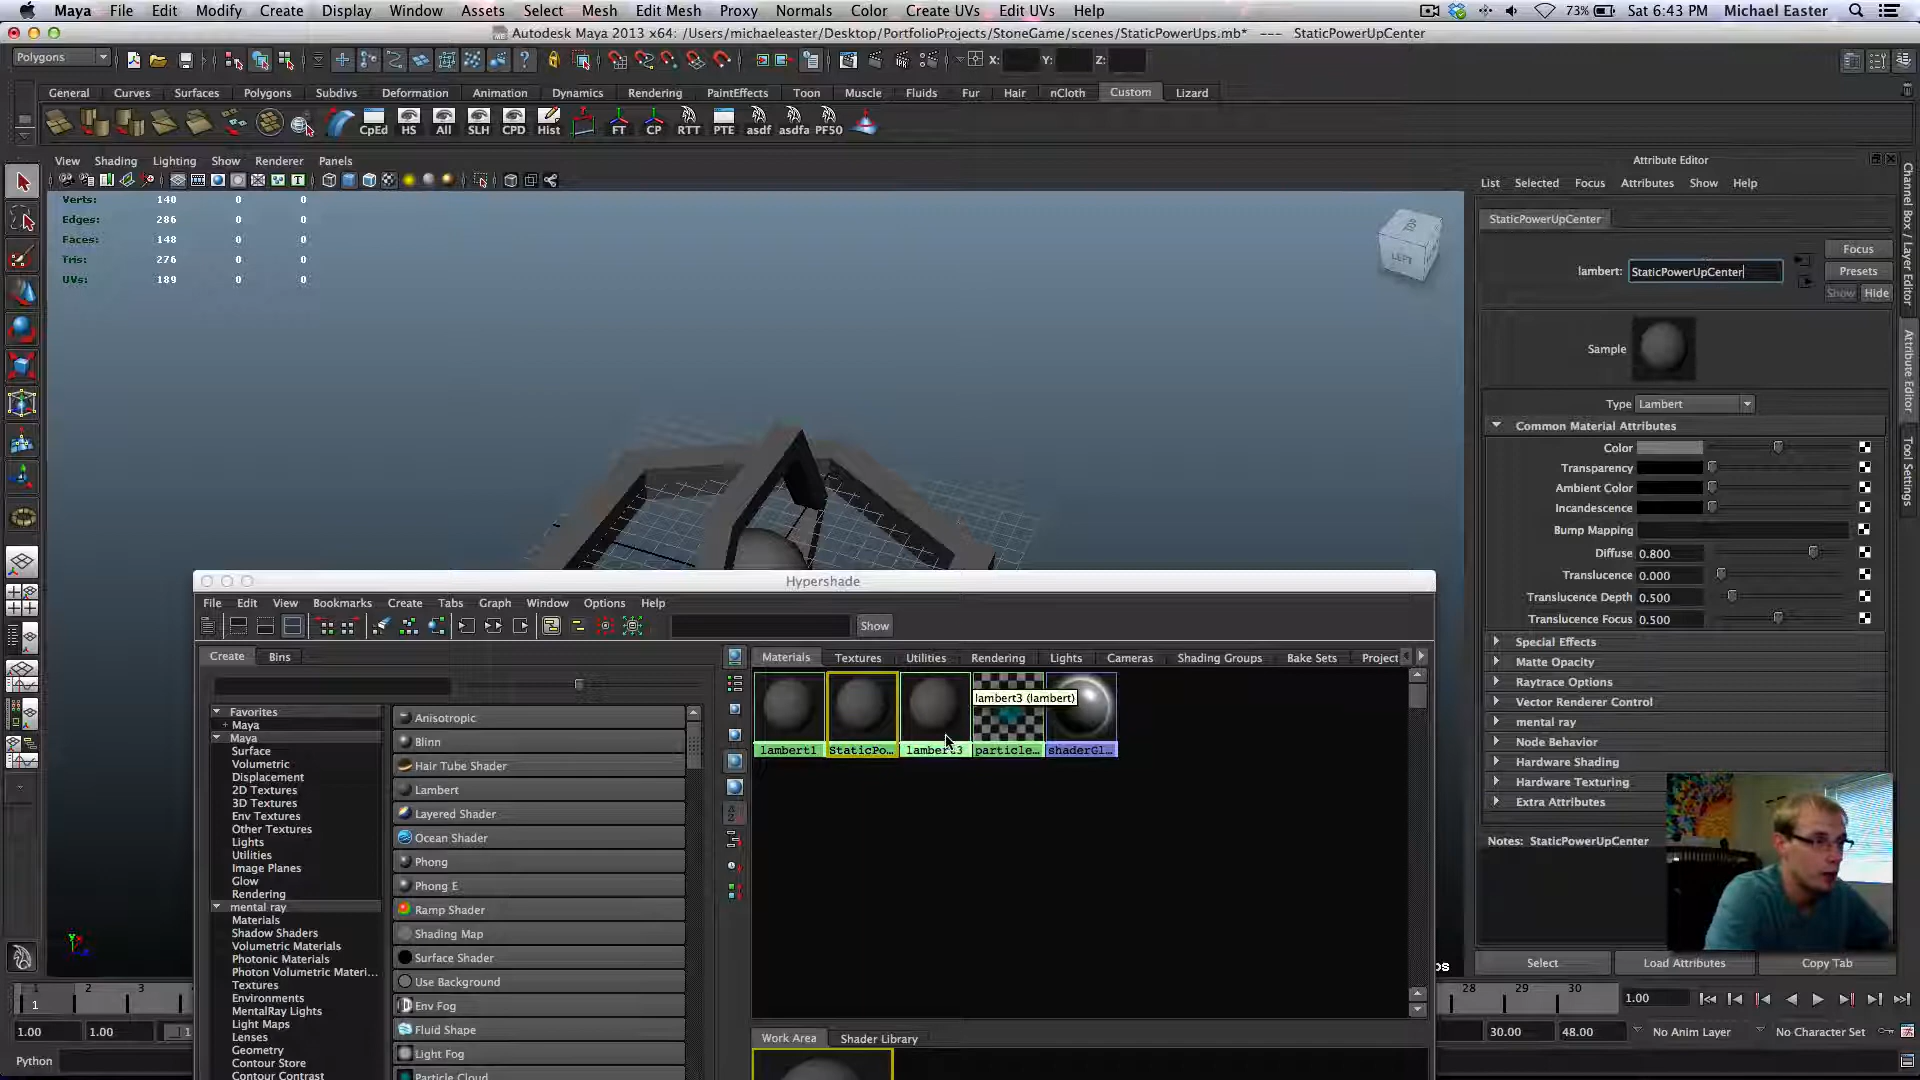 Maya File Edit Modify Create Display Window Assets Select Mesh Edit Mesh Proxy Normals Color Create UVs Edit UVs Help 73% Sat 6:43 PM Michael Easter
Autodesk Maya 2013 x64: /Users/michaeleaster/Desktop/PortfolioProjects/StoneGame/scenes/StaticPowerUps.mb* --- StaticPowerUpCenter
Polygons X: Y: Z:
General Curves Surfaces Polygons Subdivs Deformation Animation Dynamics Rendering PaintEffects Toon Muscle Fluids Fur Hair nCloth Custom Lizard
CpEd HS All SLH CPD Hist FT CP RTT PTE asdf asdfa PF50
View Shading Lighting Show Renderer Panels
Verts: 140 0 0
Edges: 286 0 0
Faces: 148 0 0
Tris: 276 0 0
UVs: 189 0 0
LEFT
Attribute Editor
List Selected Focus Attributes Show Help
StaticPowerUpCenter
Focus
lambert: StaticPowerUpCenter Presets
Show Hide
Sample
Type Lambert
Common Material Attributes
Color
Transparency
Ambient Color
Incandescence
Bump Mapping
Diffuse 0.800
Translucence 0.000
Translucence Depth 0.500
Translucence Focus 0.500
Special Effects
Matte Opacity
Raytrace Options
Vector Renderer Control
mental ray
Node Behavior
Hardware Shading
Hardware Texturing
Extra Attributes
Notes: StaticPowerUpCenter
Select Load Attributes Copy Tab
Channel Box / Layer Editor
Attribute Editor
Tool Settings
Hypershade
File Edit View Bookmarks Create Tabs Graph Window Options Help
Show
Create Bins
Materials Textures Utilities Rendering Lights Cameras Shading Groups Bake Sets Project
lambert3 (lambert)
lambert1 StaticPo... lambert3 particle... shaderGl...
Favorites
+ Maya
Maya
Surface
Volumetric
Displacement
2D Textures
3D Textures
Env Textures
Other Textures
Lights
Utilities
Image Planes
Glow
Rendering
mental ray
Materials
Shadow Shaders
Volumetric Materials
Photonic Materials
Photon Volumetric Materi...
Textures
Environments
MentalRay Lights
Light Maps
Lenses
Geometry
Contour Store
Contour Contrast
Anisotropic
Blinn
Hair Tube Shader
Lambert
Layered Shader
Ocean Shader
Phong
Phong E
Ramp Shader
Shading Map
Surface Shader
Use Background
Env Fog
Fluid Shape
Light Fog
Particle Cloud
Work Area Shader Library
1 2 3 28 29 30 1.00
1
1.00 1.00 1 30.00 48.00 No Anim Layer No Character Set
Python